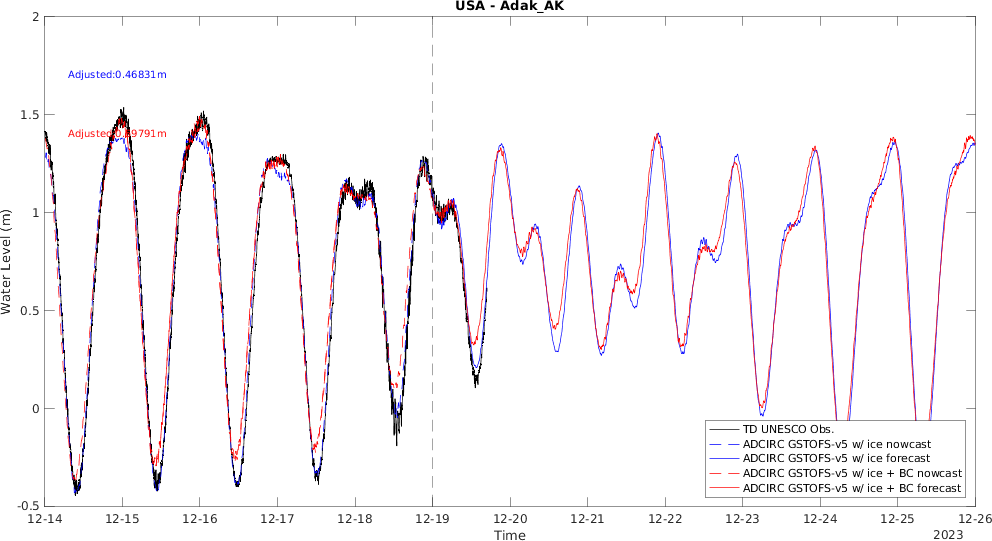 USA - Adak_AK
2
1.5
1
0.5
0
-0.5
Water Level (m)
Adjusted:0.46831m
TD UNESCO Obs.
ADCIRC GSTOFS-v5 w/ ice nowcast
ADCIRC GSTOFS-v5 w/ ice forecast
ADCIRC GSTOFS-v5 w/ ice + BC nowcast
ADCIRC GSTOFS-v5 w/ ice + BC forecast
12-14 12-15 12-16 12-17 12-18 12-19 12-20 12-21 12-22 12-23 12-24 12-25 12-26
Time
2023